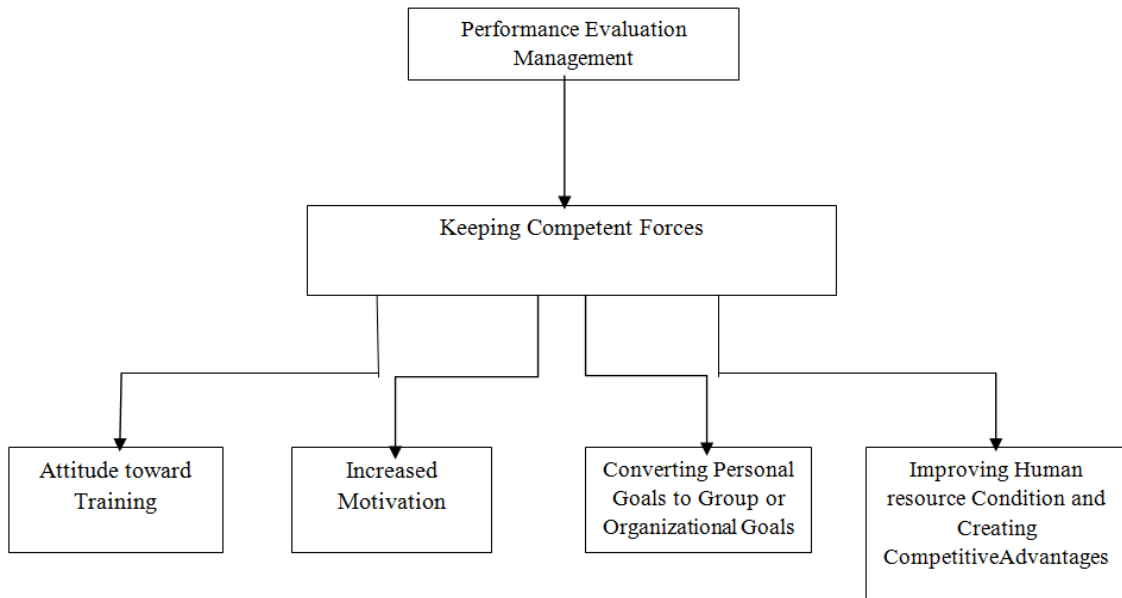 Performance Evaluation
Management
Keeping Competent Forces
Attitude toward
Training
Increased
Motivation
Converting Personal
Goals to Group or
Organizational Goals
Improving Human
resource Condition and
Creating
CompetitiveAdvantages